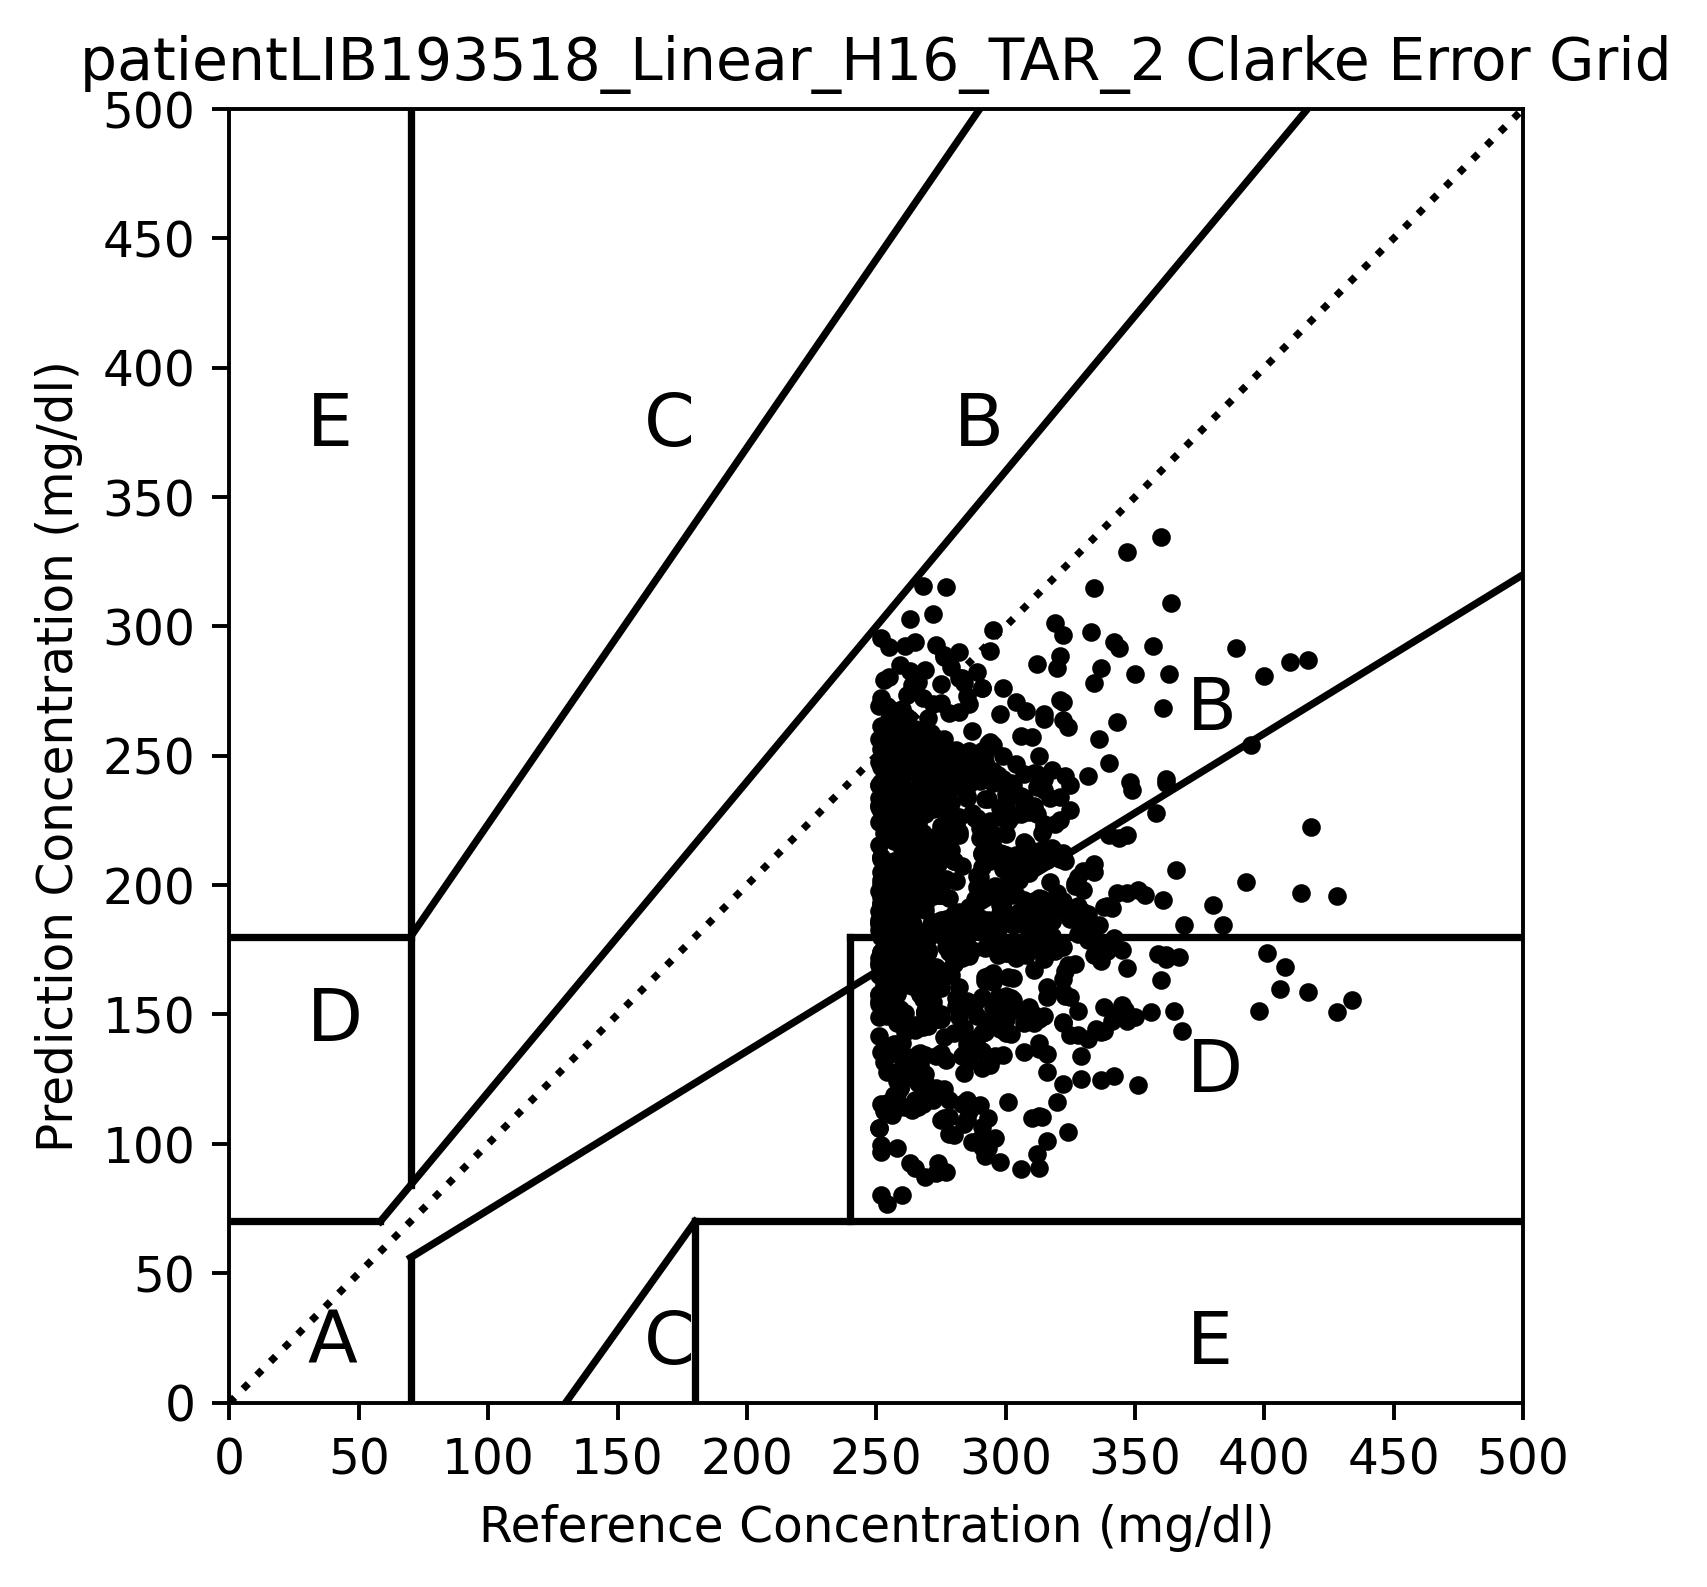 patientLIB193518_Linear_H16_TAR_2 Clarke Error Grid
500
450
400
350
300
250
200
150
100
50
0
Prediction Concentration (mg/dl)
E
C
B
B
D
D
A
C
E
0 50 100 150 200 250 300 350 400 450 500
Reference Concentration (mg/dl)